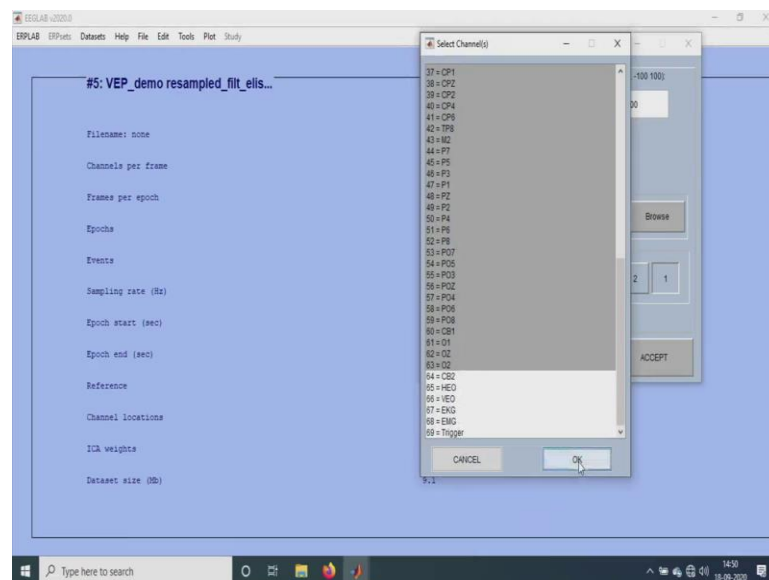 EEGLAB v2020.0
ERPLAB ERPsets Datasets Help File Edit Tools Plot Study
#5: VEP_demo resampled_filt_elis...
Filename: none
Channels per frame
Frames per epoch
Epochs
Events
Sampling rate (Hz)
Epoch start (sec)
Epoch end (sec)
Reference
Channel locations
ICA weights
Dataset size (Mb)
9.1
Select Channel(s)
37 = CP1
38 = CPZ
39 = CP2
40 = CP4
41 = CP6
42 = TP8
43 = M2
44 = P7
45 = P5
46 = P3
47 = P1
48 = PZ
49 = P2
50 = P4
51 = P6
52 = P8
53 = PO7
54 = PO5
55 = PO3
56 = POZ
57 = PO4
58 = PO6
59 = PO8
60 = CB1
61 = O1
62 = OZ
63 = O2
64 = CB2
65 = HEO
66 = VEO
67 = EKG
68 = EMG
69 = Trigger
CANCEL
OK
-100 100):
00
Browse
2 1
ACCEPT
Type here to search
14:50
18-09-2020